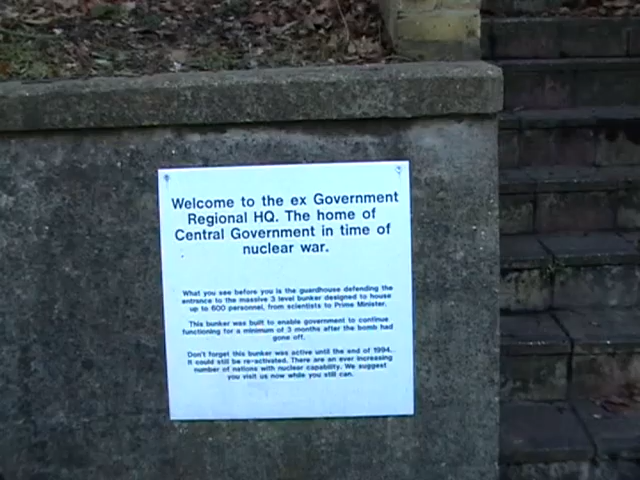 Welcome to the ex Government
Regional HQ. The home of
Central Government in time of
nuclear war.
What you see before you is the guardhouse defending the
entrance to the massive 3 level bunker designed to house
up to 600 personnel, from scientists to Prime Minister.
This bunker was built to enable government to continue
functioning for a minimum of 3 months after the bomb had
gone off.
Don't forget this bunker was active until the end of 1994..
It could still be re-activated. There are an ever increasing
number of nations with nuclear capability. We suggest
you visit us now while you still can.